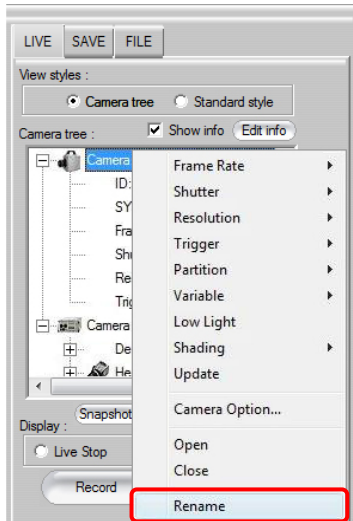 LIVE SAVE FILE
View styles :
Camera tree Standard style
Camera tree : Show info Edit info
Camera
ID:
SY
Fra
Sh
Re
Trig
Camera
De
He
Frame Rate
Shutter
Resolution
Trigger
Partition
Variable
Low Light
Shading
Update
Camera Option...
Open
Close
Rename
Snapshot
Display :
Live Stop
Record